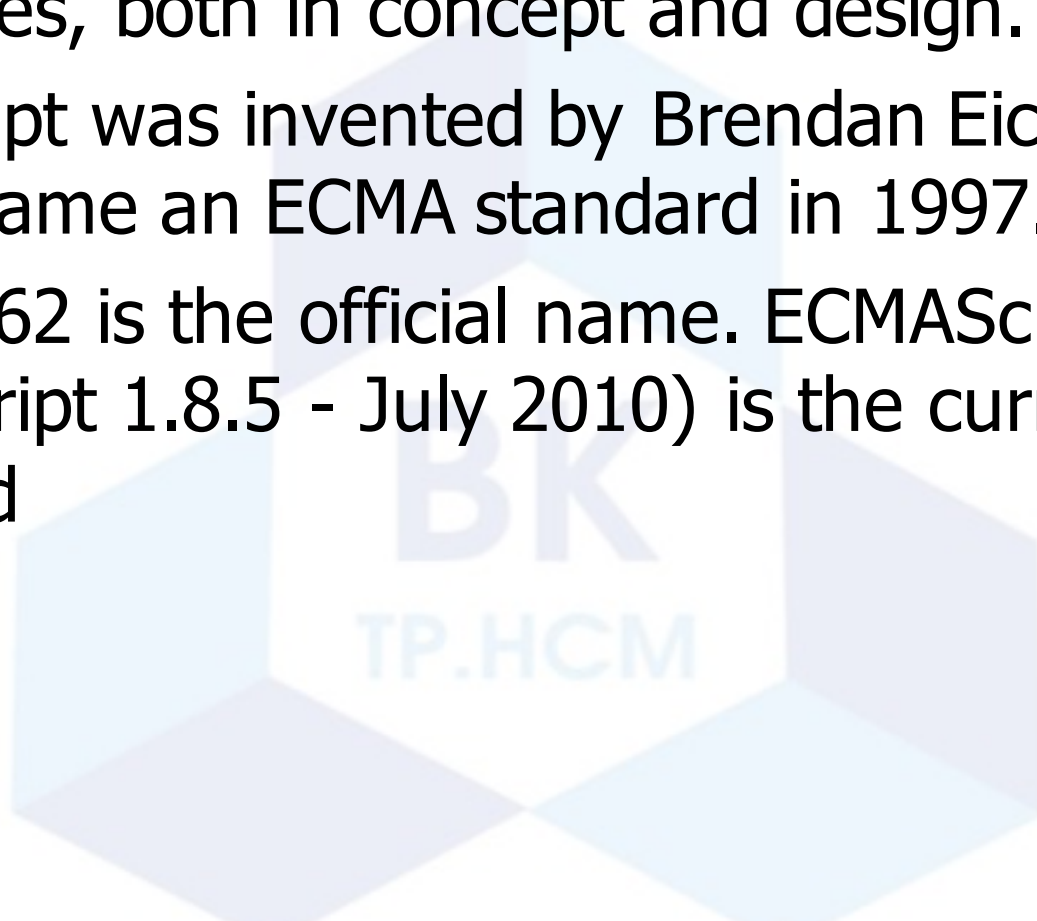 es, both in concept and design.
pt was invented by Brendan Eic
ame an ECMA standard in 1997.
62 is the official name. ECMASc
ript 1.8.5 - July 2010) is the cur
d
BK
TP.HCM